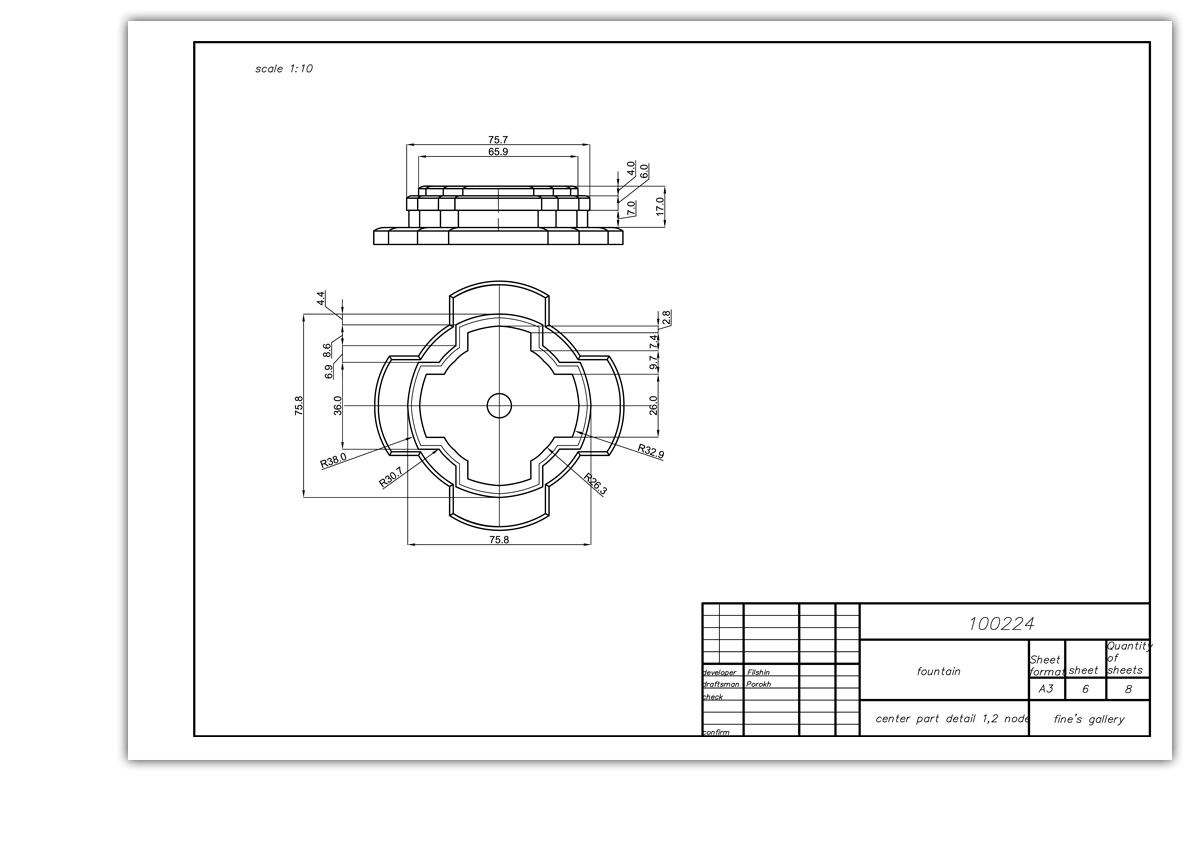 scale 1:10
75.7
65.9
4.0
6.0
7.0
17.0
4.4
8.6
6.9
36.0
75.8
2.8
7.4
9.7
26.0
R38.0
R30.7
R26.3
R32.9
75.8
100224
developer Filshin
draftsman Porokh
check
confirm
fountain
Sheet format
sheet
Quantity of sheets
A3
6
8
center part detail 1,2 node
fine's gallery